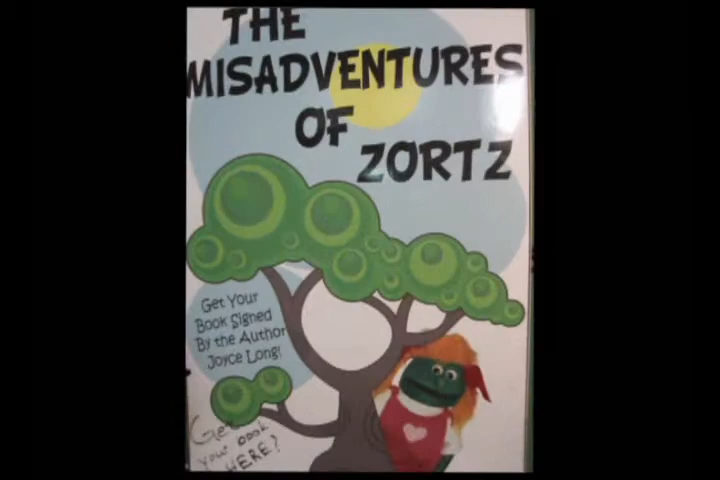 THE
MISADVENTURES
OF
ZORTZ
Get Your
Book Signed
By the Author
Joyce Long!
Get
your book
HERE?